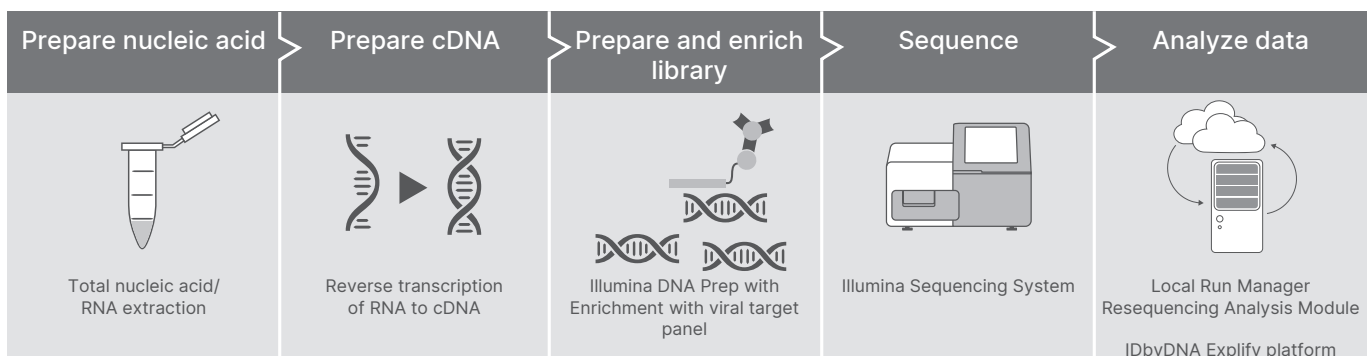 Prepare nucleic acid
Prepare cDNA
Prepare and enrich
library
Sequence
Analyze data
Total nucleic acid/
RNA extraction
Reverse transcription
of RNA to cDNA
Illumina DNA Prep with
Enrichment with viral target
panel
Illumina Sequencing System
Local Run Manager
Resequencing Analysis Module
IDbyDNA Explify platform